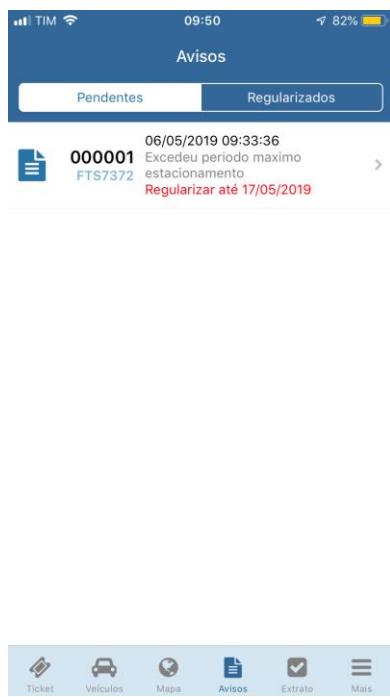 TIM 09:50 82%
Avisos
Pendentes Regularizados
06/05/2019 09:33:36
000001 Excedeu periodo maximo
FTS7372 estacionamento
Regularizar até 17/05/2019
Ticket Veículos Mapa Avisos Extrato Mais